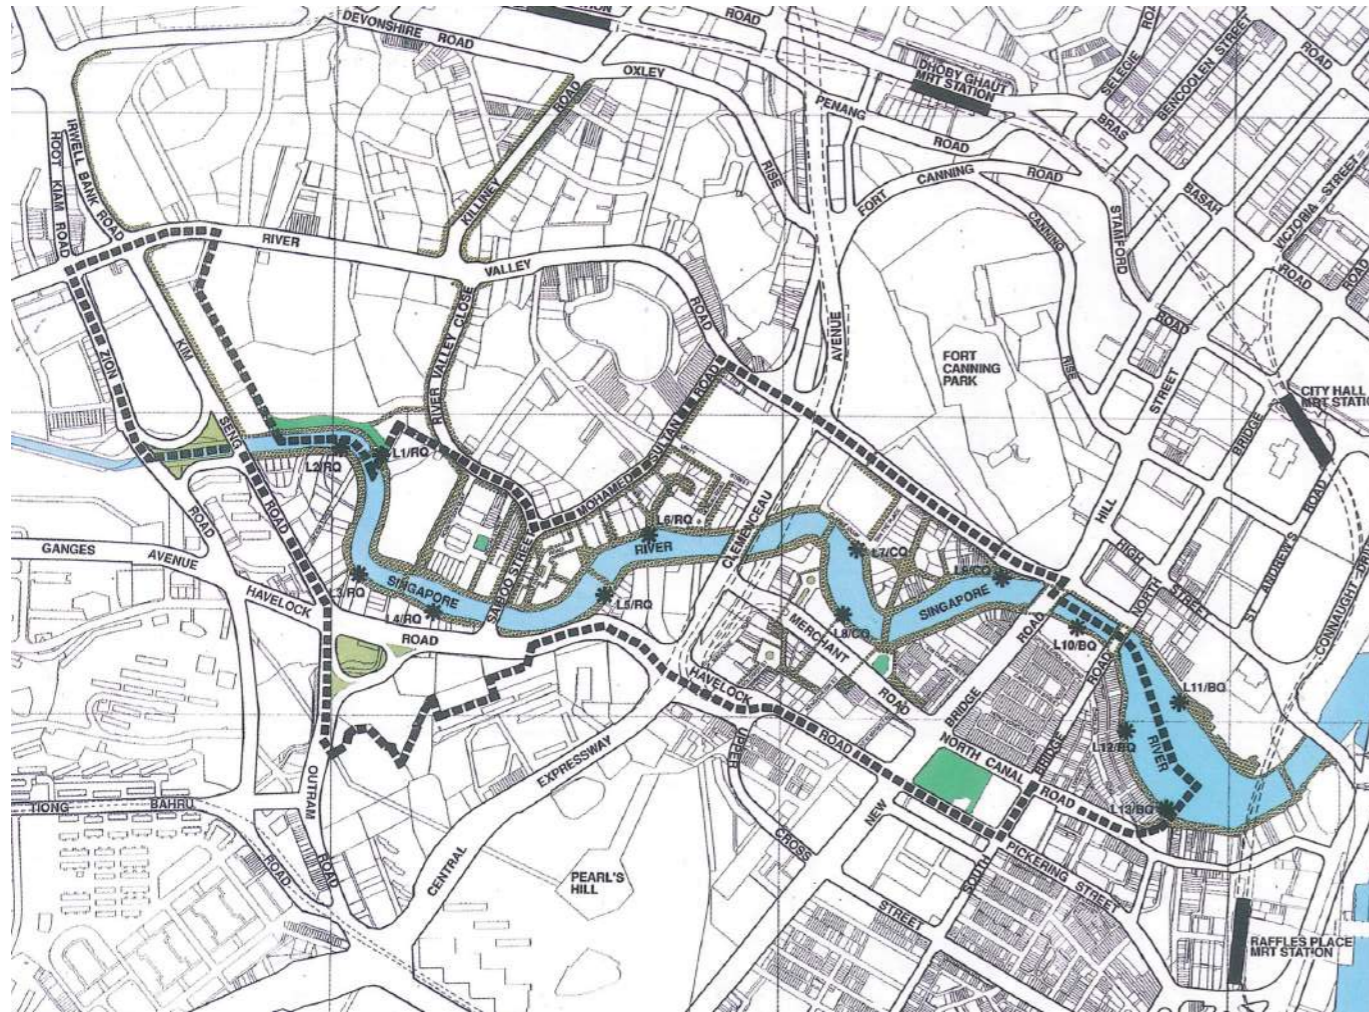 ROAD
STATION
DEVONSHIRE ROAD
OXLEY
RISE
DHOBY GHAUT
MRT STATION
PENANG
ROAD
SELEGIE
BENCOOLEN STREET
ROAD
BRAS
BASAH
ROAD
VICTORIA STREET
ROAD
IRWELL BANK ROAD
HOOT KIAM ROAD
KILLINEY
ROAD
FORT
CANNING
ROAD
CANNING
RISE
STAMFORD
ROAD
RIVER
VALLEY
ROAD
RIVER VALLEY CLOSE
AVENUE
FORT
CANNING
PARK
ZION
ROAD
KIM
SENG
ROAD
MOHAMED
SULTAN
ROAD
HILL
STREET
BRIDGE
CITY HALL
MRT STATION
L2/RQ
L1/RQ
L6/RQ
RIVER
CLEMENCEAU
L7/CQ
HIGH
STREET
NORTH
ST
ANDREW'S
ROAD
CONNAUGHT DRIVE
GANGES
AVENUE
HAVELOCK
ROAD
L3/RQ
SINGAPORE
L4/RQ
SAIBOO STREET
L5/RQ
L8/CQ
L9/CQ
SINGAPORE
MERCHANT
ROAD
L10/BQ
ROAD
BRIDGE
NEW
L11/BQ
L12/BQ
RIVER
L13/BQ
HAVELOCK
ROAD
UPPER
CROSS
STREET
NORTH CANAL
ROAD
BRIDGE
ROAD
SOUTH
PICKERING STREET
TIONG
BAHRU
ROAD
OUTRAM
ROAD
CENTRAL
EXPRESSWAY
PEARL'S
HILL
RAFFLES PLACE
MRT STATION